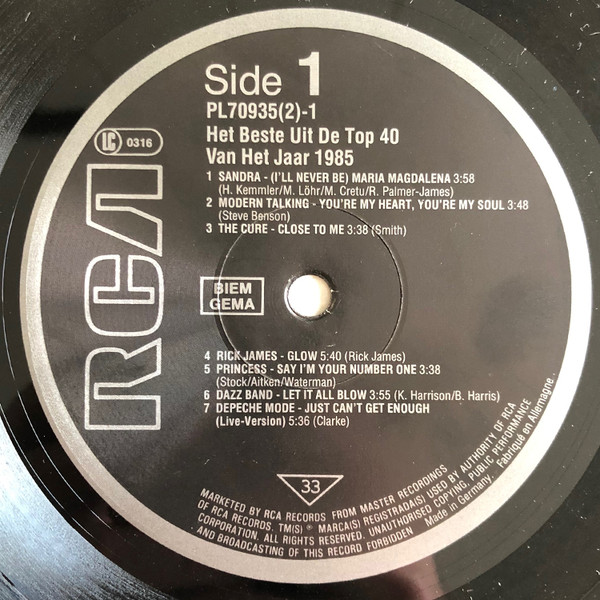 Side 1
PL70935(2)-1
Het Beste Uit De Top 40
Van Het Jaar 1985
LC 0316
1 SANDRA - (I'LL NEVER BE) MARIA MAGDALENA 3:58
(H. Kemmler/M. Löhr/M. Cretu/R. Palmer-James)
2 MODERN TALKING - YOU'RE MY HEART, YOU'RE MY SOUL 3:48
(Steve Benson)
3 THE CURE - CLOSE TO ME 3:38 (Smith)
RCA
BIEM
GEMA
4 RICK JAMES - GLOW 5:40 (Rick James)
5 PRINCESS - SAY I'M YOUR NUMBER ONE 3:38
(Stock/Aitken/Waterman)
6 DAZZ BAND - LET IT ALL BLOW 3:55 (K. Harrison/B. Harris)
7 DEPECHE MODE - JUST CAN'T GET ENOUGH
(Live-Version) 5:36 (Clarke)
33
MARKETED BY RCA RECORDS FROM MASTER RECORDINGS
OF RCA RECORDS. TM(S) ® MARCA(S) REGISTRADA(S) USED BY AUTHORITY OF RCA
CORPORATION. ALL RIGHTS RESERVED. UNAUTHORISED COPYING, PUBLIC PERFORMANCE
AND BROADCASTING OF THIS RECORD FORBIDDEN Made in Germany. Fabriqué en Allemagne